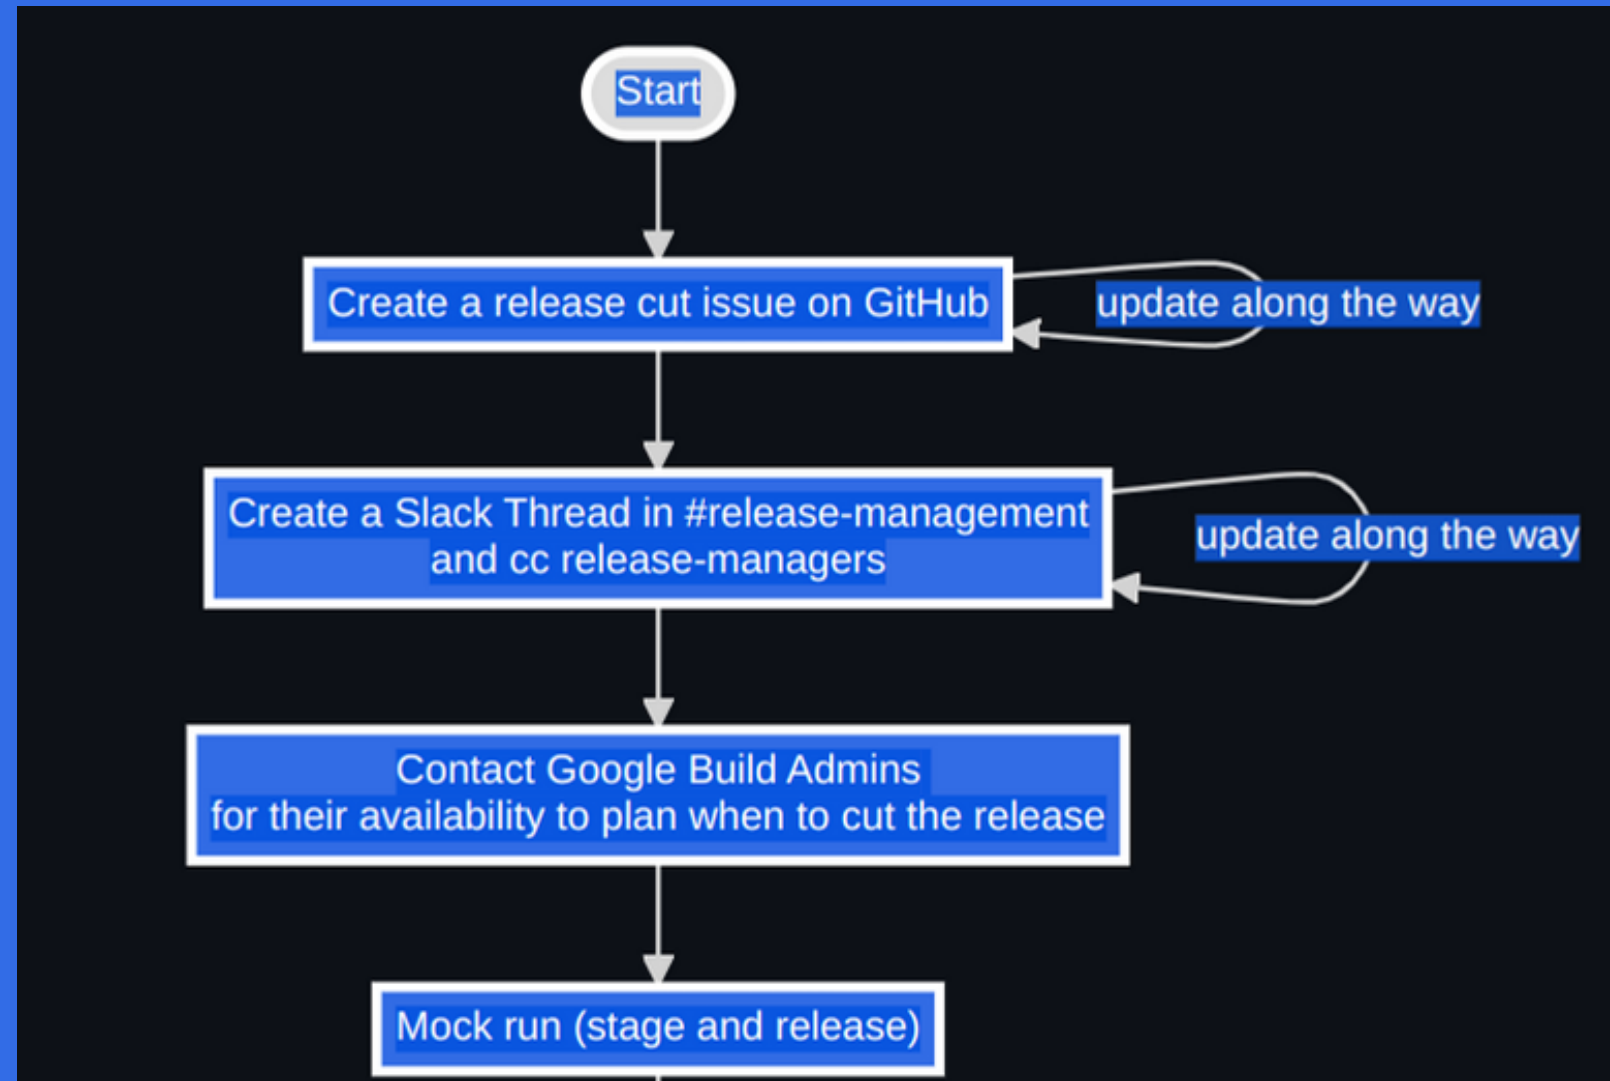 Start
Create a release cut issue on GitHub
update along the way
Create a Slack Thread in #release-management
and cc release-managers
update along the way
Contact Google Build Admins
for their availability to plan when to cut the release
Mock run (stage and release)